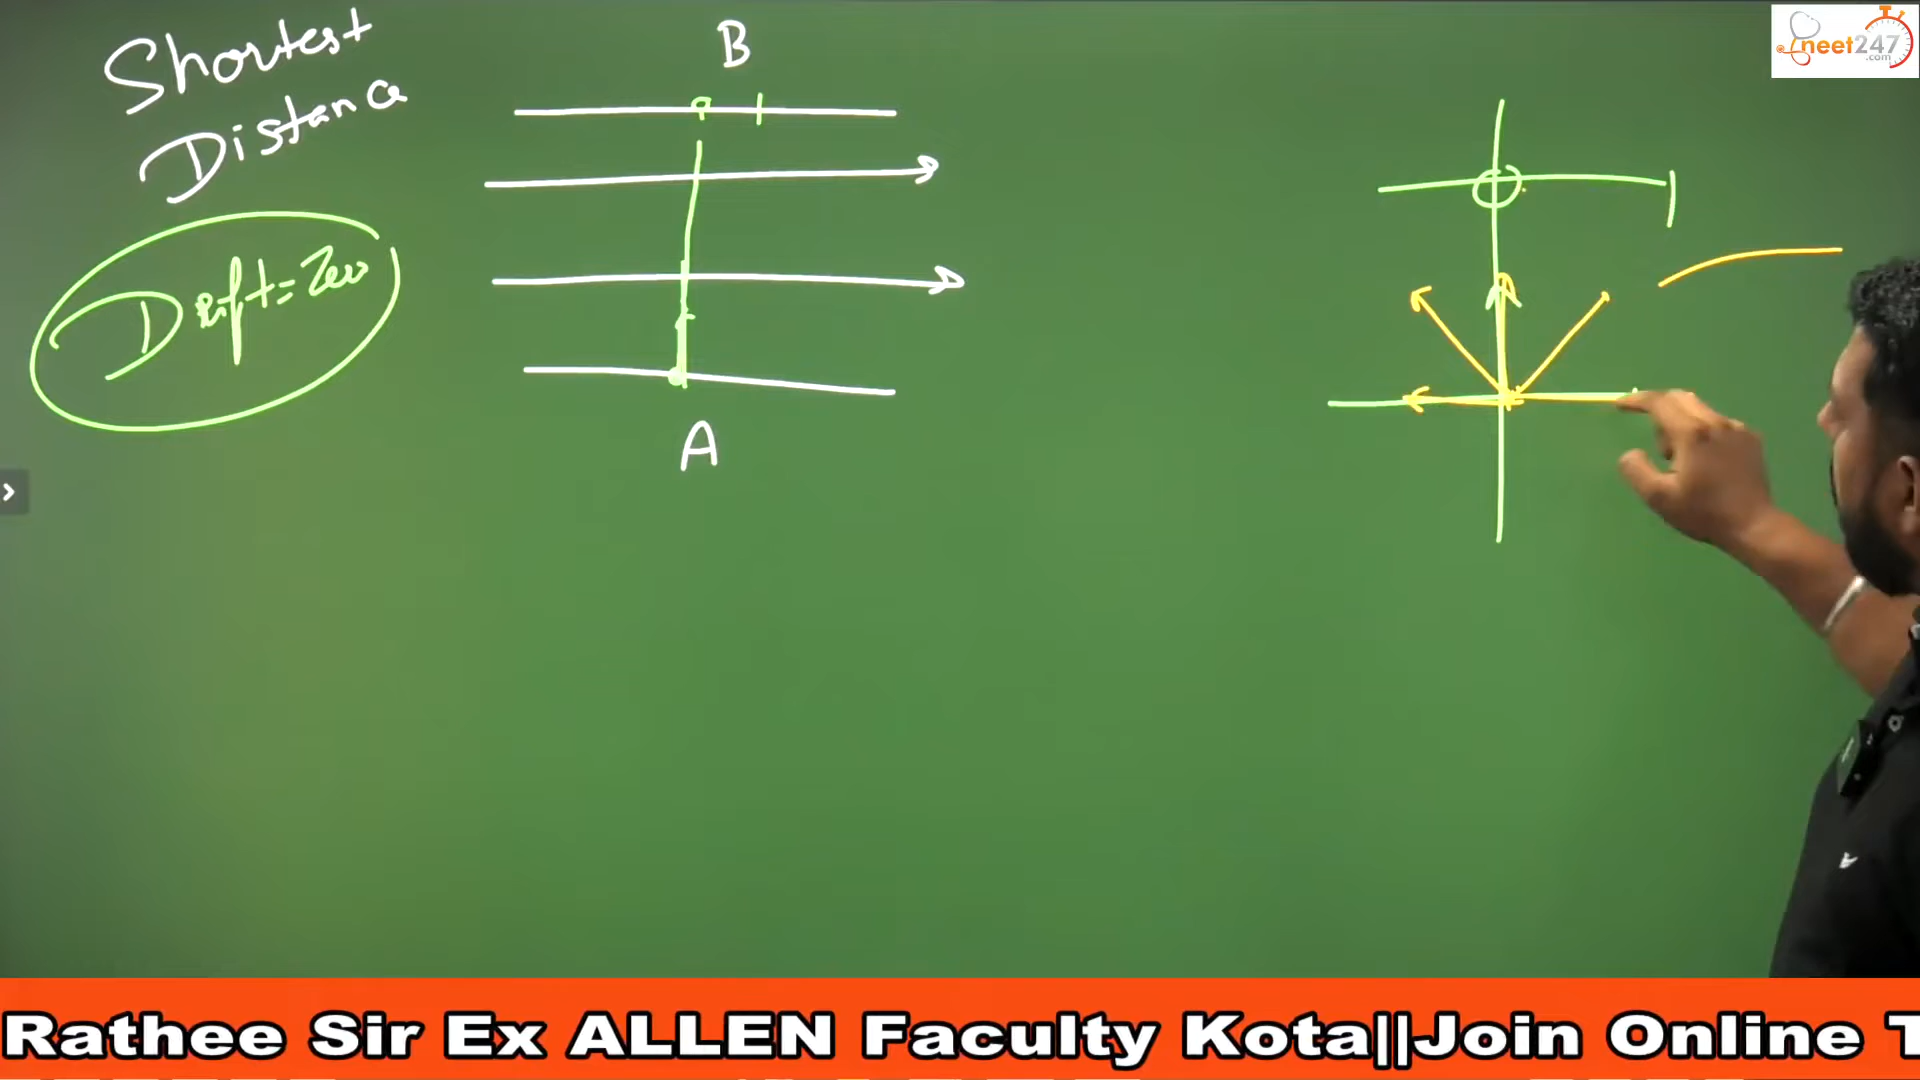 Shortest
Distance
Drift = Zero
B
A
neet247
.com
Rathee Sir Ex ALLEN Faculty Kota||Join Online T